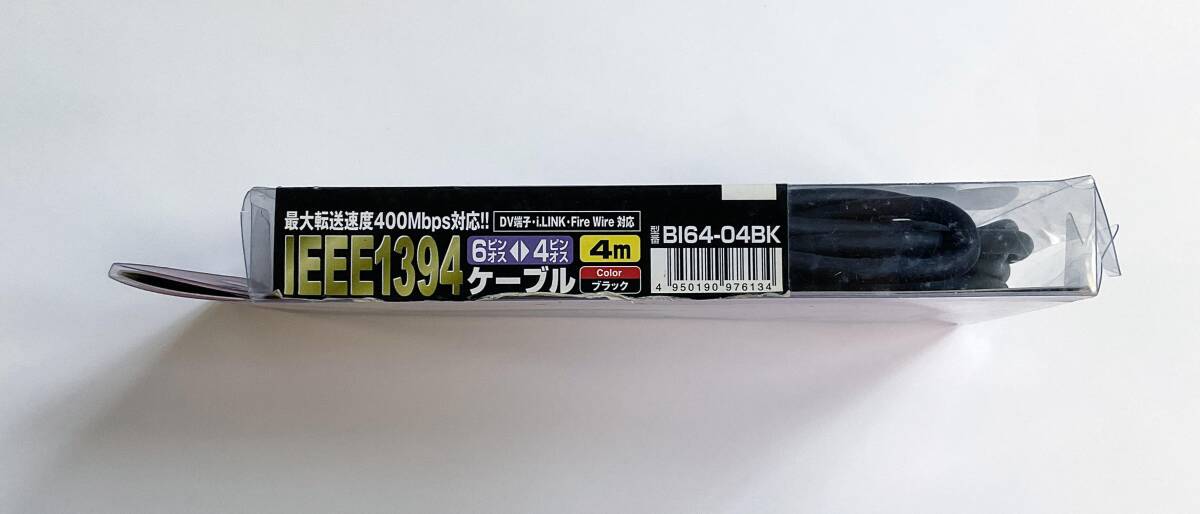 最大転送速度400Mbps対応!!
DV端子・i.LINK・Fire Wire 対応
IEEE1394
6ピンオス
4ピンオス
ケーブル
4m
Color
ブラック
型番
BI64-04BK
4 950190 976134